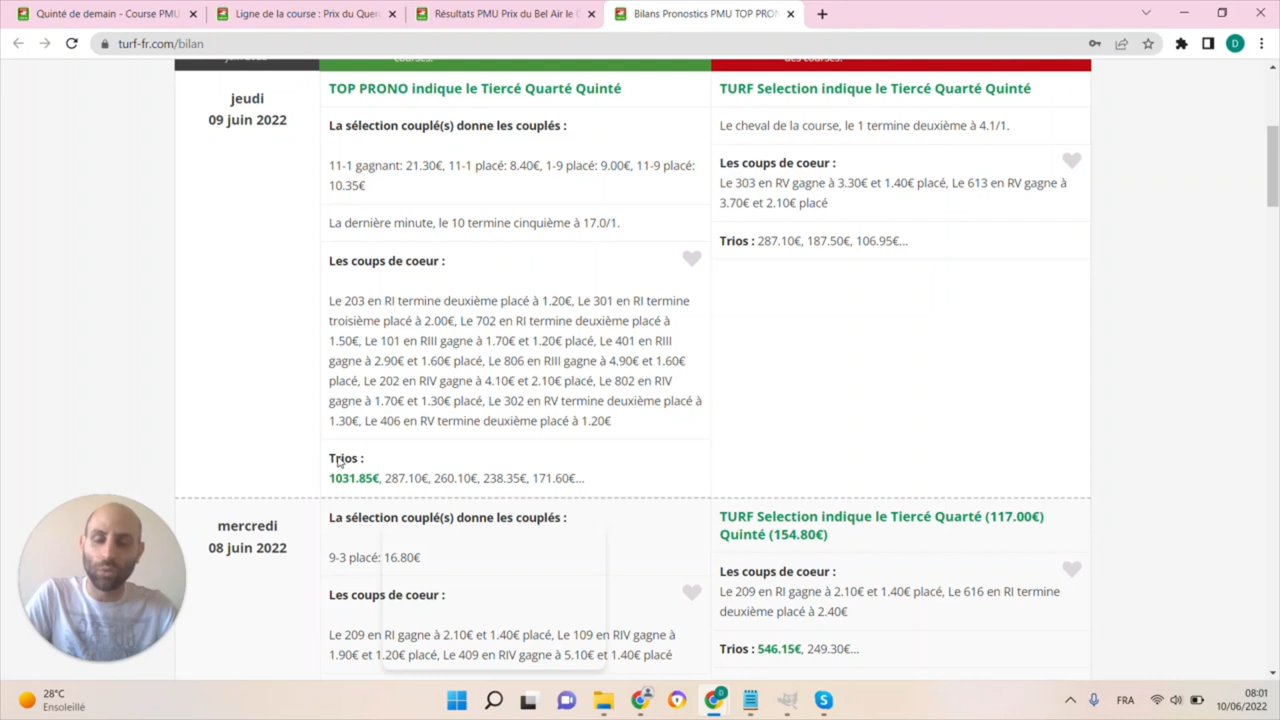 Quinté de demain - Course PMU
Ligne de la course : Prix du Quer
Résultats PMU Prix du Bel Air le
Bilans Pronostics PMU TOP PRON
turf-fr.com/bilan
D
courses.
des courses.
jeudi
09 juin 2022
TOP PRONO indique le Tiercé Quarté Quinté
La sélection couplé(s) donne les couplés :
11-1 gagnant: 21.30€, 11-1 placé: 8.40€, 1-9 placé: 9.00€, 11-9 placé:
10.35€
La dernière minute, le 10 termine cinquième à 17.0/1.
Les coups de coeur :
Le 203 en RI termine deuxième placé à 1.20€, Le 301 en RI termine
troisième placé à 2.00€, Le 702 en RI termine deuxième placé à
1.50€, Le 101 en RIII gagne à 1.70€ et 1.20€ placé, Le 401 en RIII
gagne à 2.90€ et 1.60€ placé, Le 806 en RIII gagne à 4.90€ et 1.60€
placé, Le 202 en RIV gagne à 4.10€ et 2.10€ placé, Le 802 en RIV
gagne à 1.70€ et 1.30€ placé, Le 302 en RV termine deuxième placé à
1.30€, Le 406 en RV termine deuxième placé à 1.20€
Trios :
1031.85€, 287.10€, 260.10€, 238.35€, 171.60€...
TURF Selection indique le Tiercé Quarté Quinté
Le cheval de la course, le 1 termine deuxième à 4.1/1.
Les coups de coeur :
Le 303 en RV gagne à 3.30€ et 1.40€ placé, Le 613 en RV gagne à
3.70€ et 2.10€ placé
Trios : 287.10€, 187.50€, 106.95€...
mercredi
08 juin 2022
La sélection couplé(s) donne les couplés :
9-3 placé: 16.80€
Les coups de coeur :
Le 209 en RI gagne à 2.10€ et 1.40€ placé, Le 109 en RIV gagne à
1.90€ et 1.20€ placé, Le 409 en RIV gagne à 5.10€ et 1.40€ placé
TURF Selection indique le Tiercé Quarté (117.00€)
Quinté (154.80€)
Les coups de coeur :
Le 209 en RI gagne à 2.10€ et 1.40€ placé, Le 616 en RI termine
deuxième placé à 2.40€
Trios : 546.15€, 249.30€...
28°C
Ensoleillé
FRA
08:01
10/06/2022